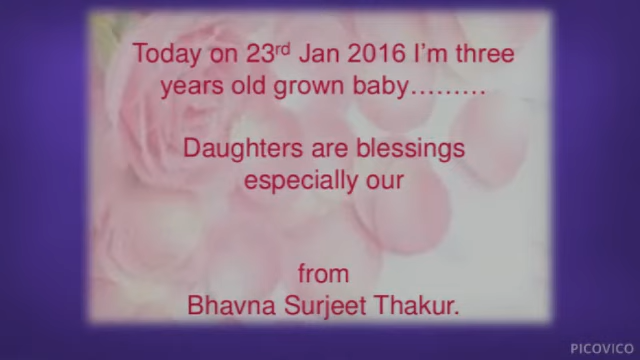 Today on 23rd Jan 2016 I'm three
years old grown baby.........
Daughters are blessings
especially our
from
Bhavna Surjeet Thakur.
PICOVICO